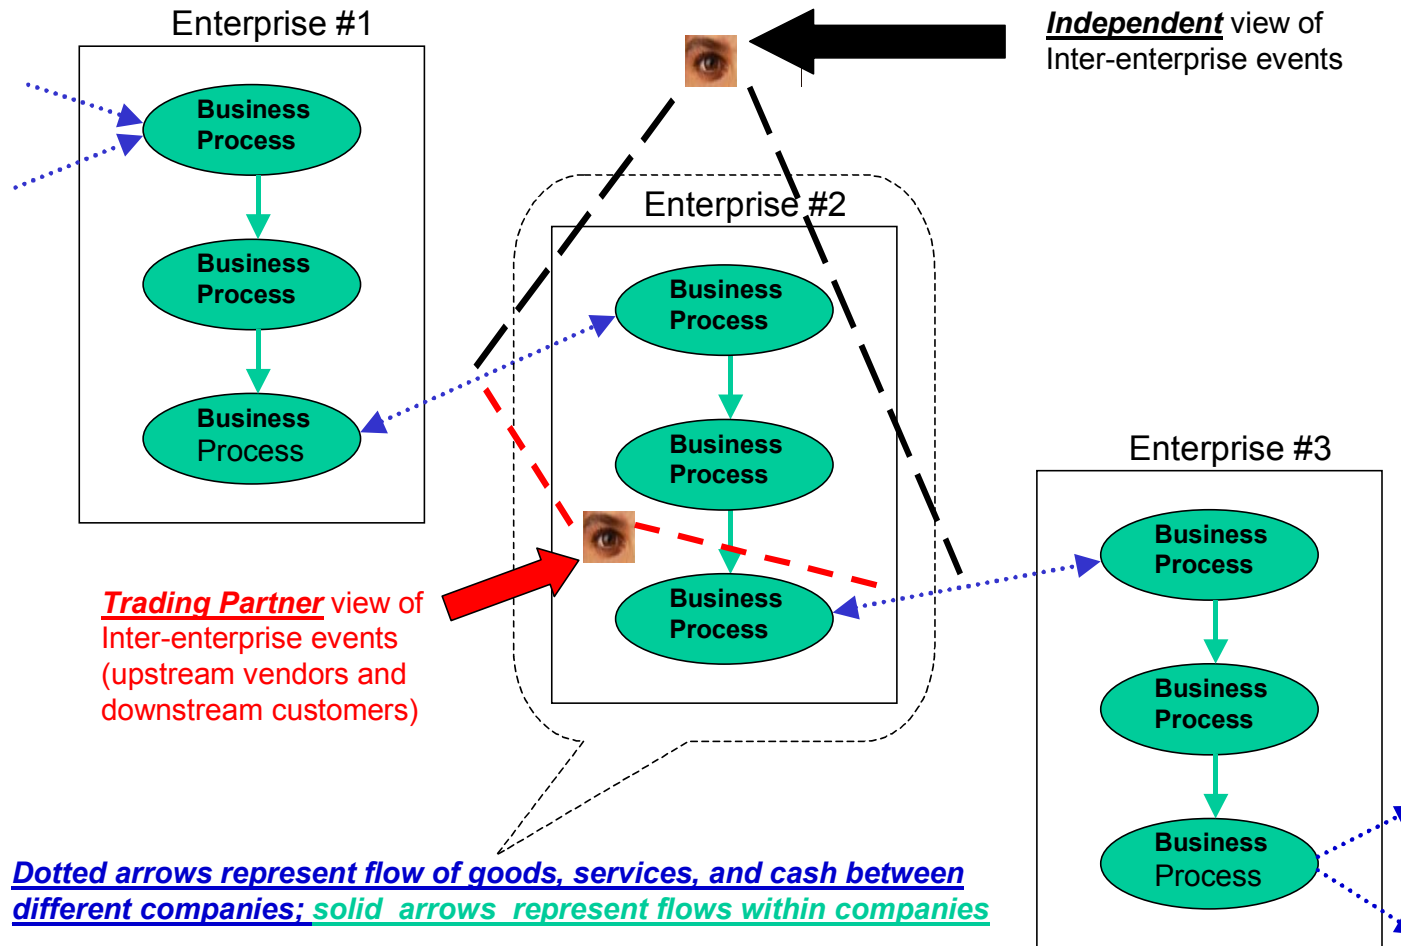 Enterprise #1
Business
Process
Business
Process
Business
Process
Independent view of
Inter-enterprise events
Enterprise #2
Business
Process
Business
Process
Business
Process
Trading Partner view of
Inter-enterprise events
(upstream vendors and
downstream customers)
Enterprise #3
Business
Process
Business
Process
Business
Process
Dotted arrows represent flow of goods, services, and cash between
different companies; solid arrows represent flows within companies